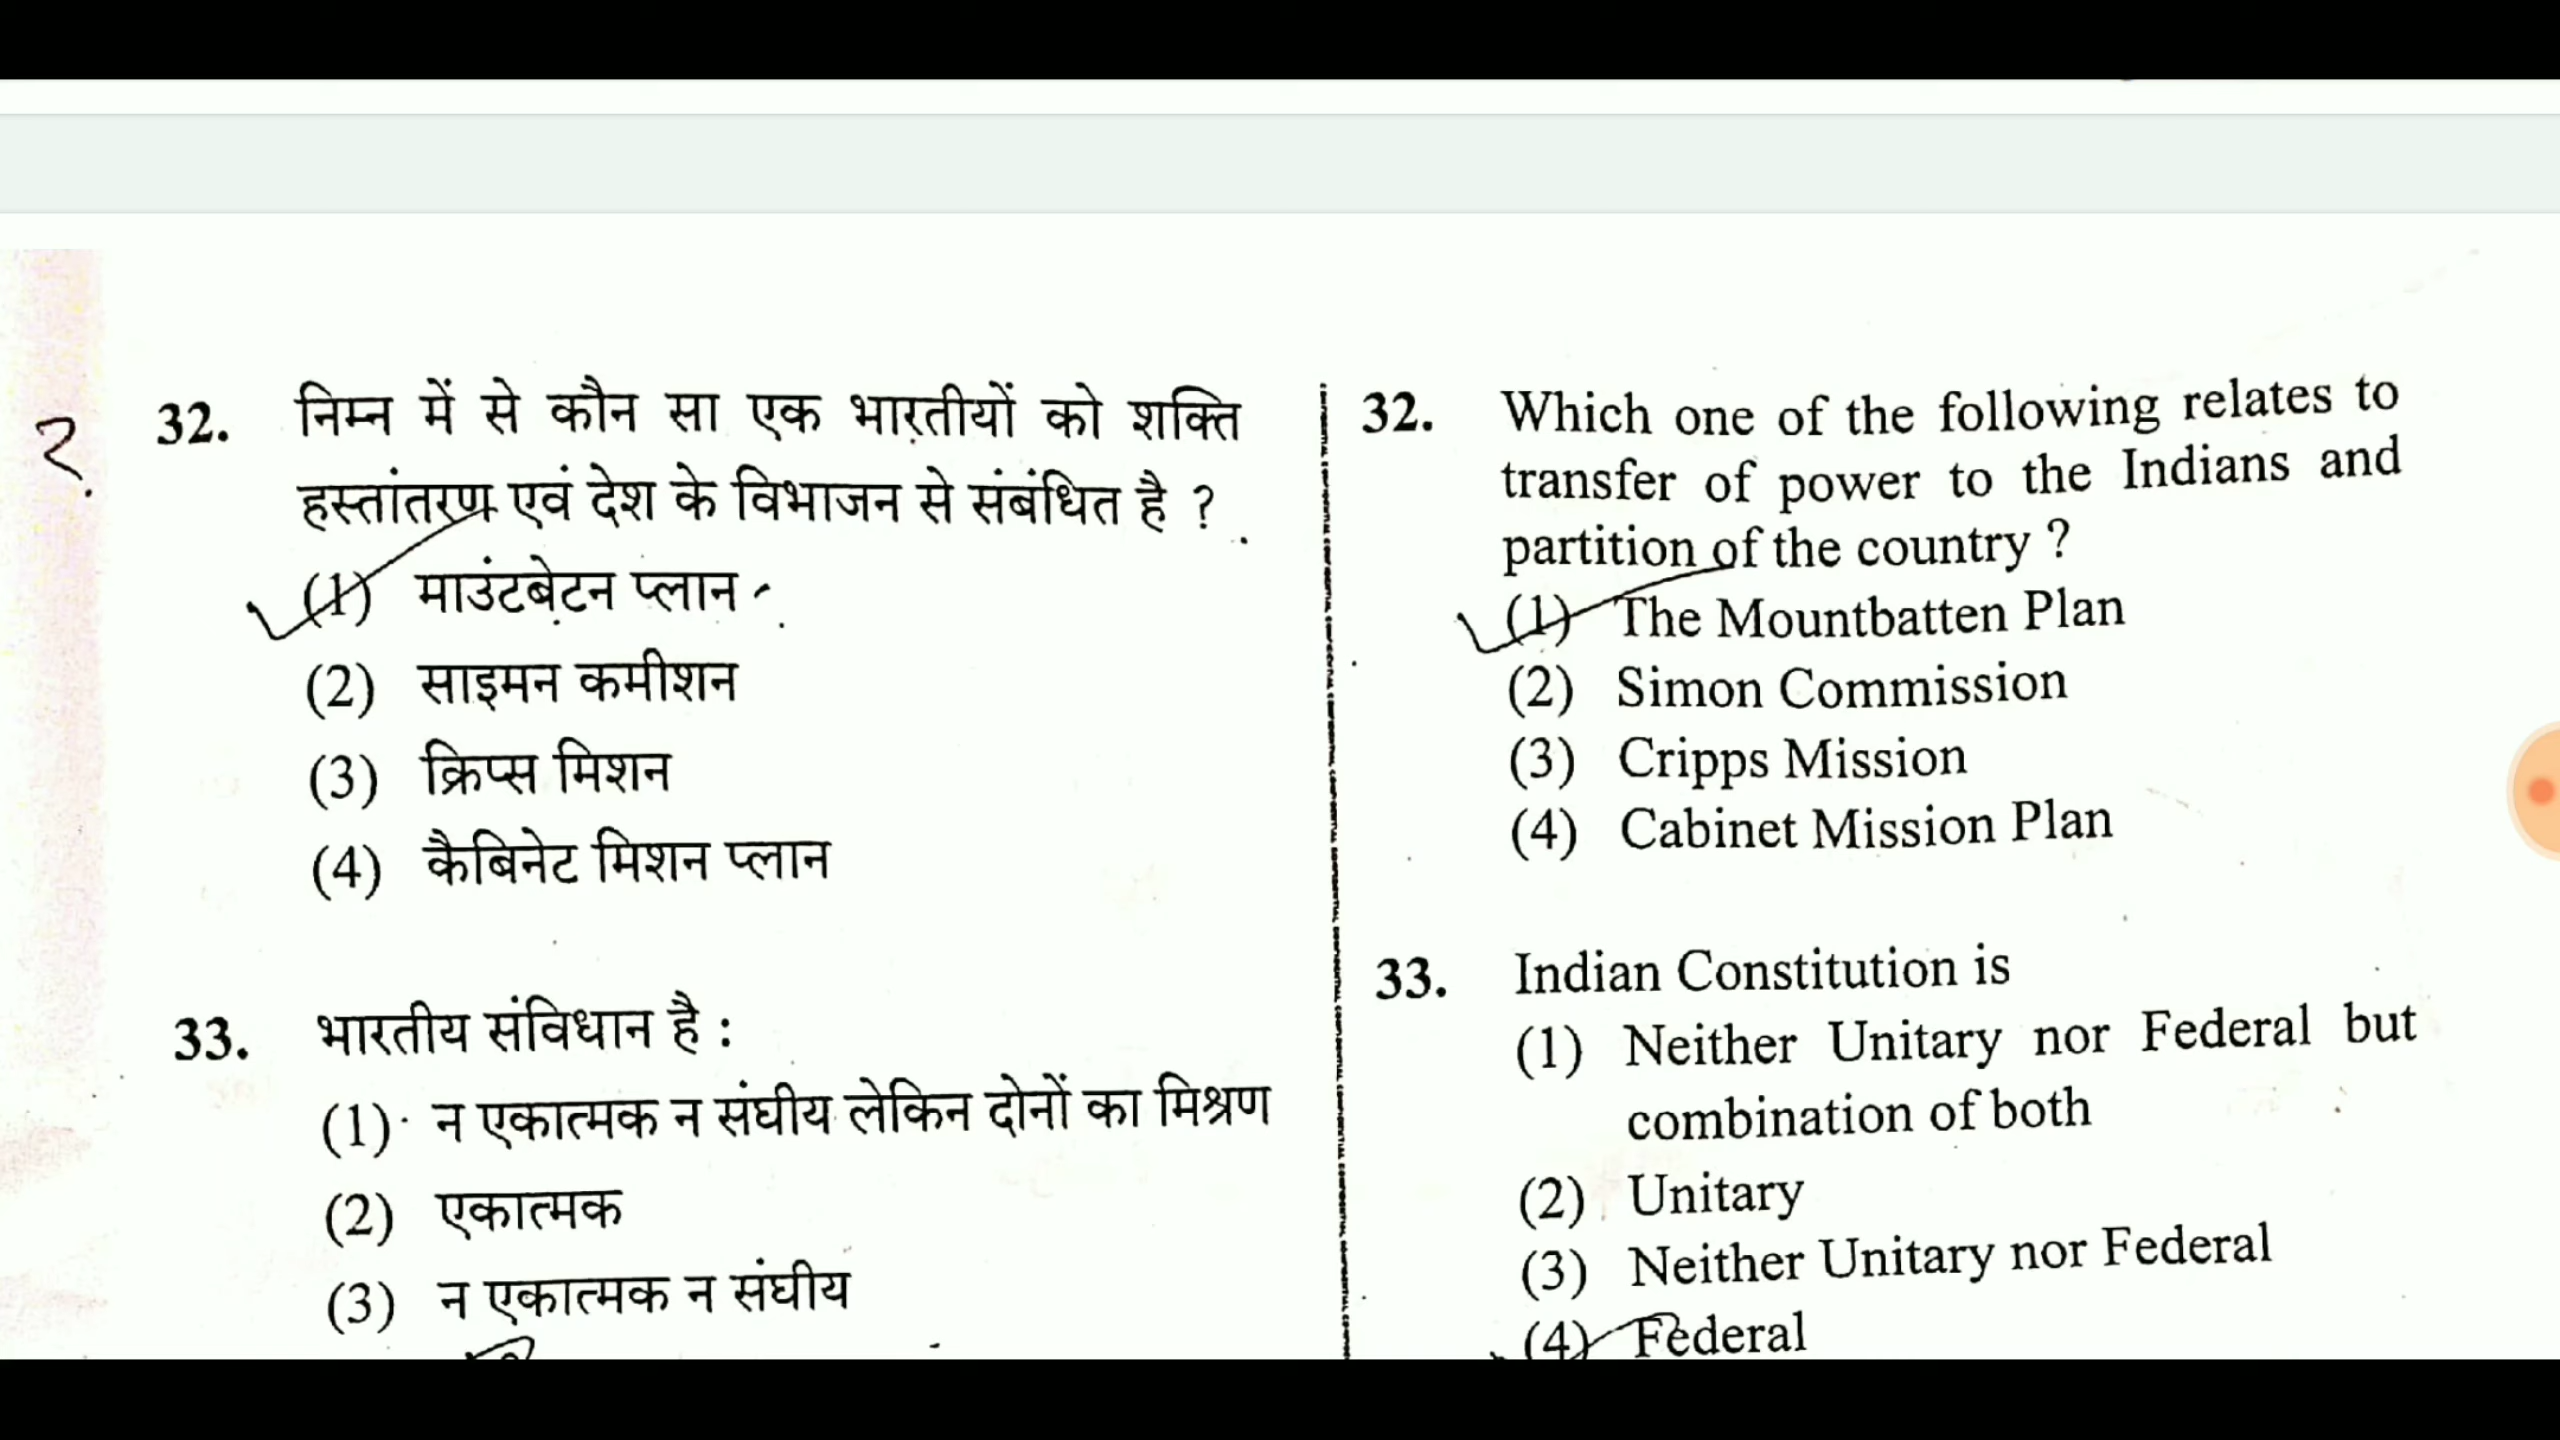 32. निम्न में से कौन सा एक भारतीयों को शक्ति
हस्तांतरण एवं देश के विभाजन से संबंधित है ?
(1) माउंटबेटन प्लान
(2) साइमन कमीशन
(3) क्रिप्स मिशन
(4) कैबिनेट मिशन प्लान
33. भारतीय संविधान है :
(1) न एकात्मक न संघीय लेकिन दोनों का मिश्रण
(2) एकात्मक
(3) न एकात्मक न संघीय
32. Which one of the following relates to
transfer of power to the Indians and
partition of the country ?
(1) The Mountbatten Plan
(2) Simon Commission
(3) Cripps Mission
(4) Cabinet Mission Plan
33. Indian Constitution is
(1) Neither Unitary nor Federal but
combination of both
(2) Unitary
(3) Neither Unitary nor Federal
(4) Federal